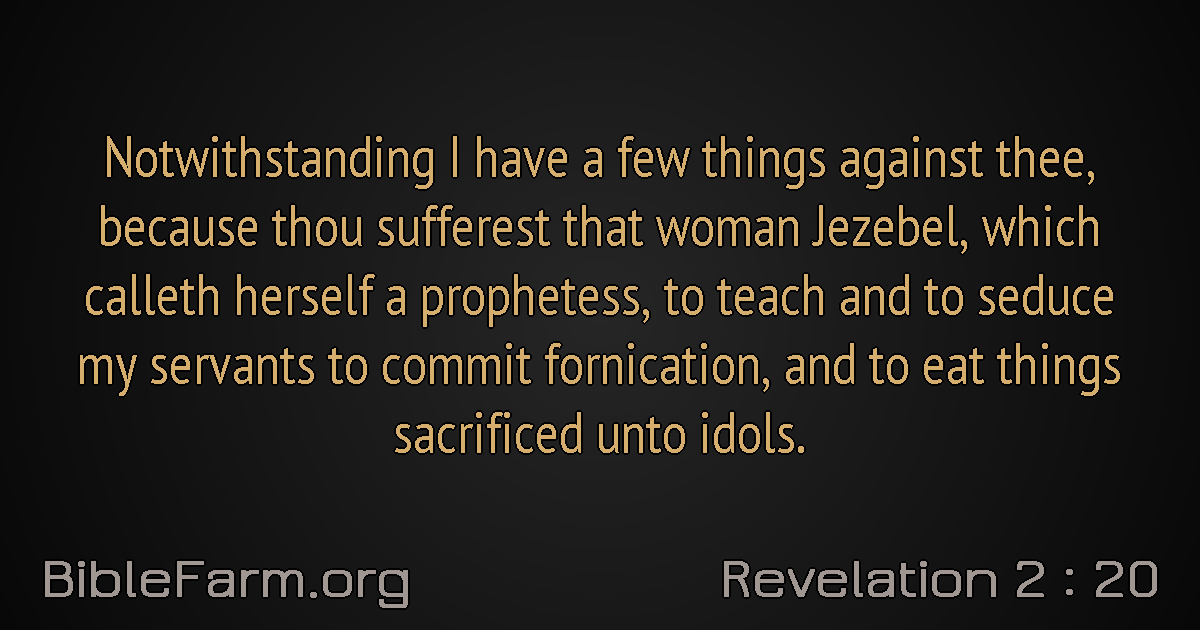 Notwithstanding I have a few things against thee,
because thou sufferest that woman Jezebel, which
calleth herself a prophetess, to teach and to seduce
my servants to commit fornication, and to eat things
sacrificed unto idols.
BibleFarm.org
Revelation 2 : 20